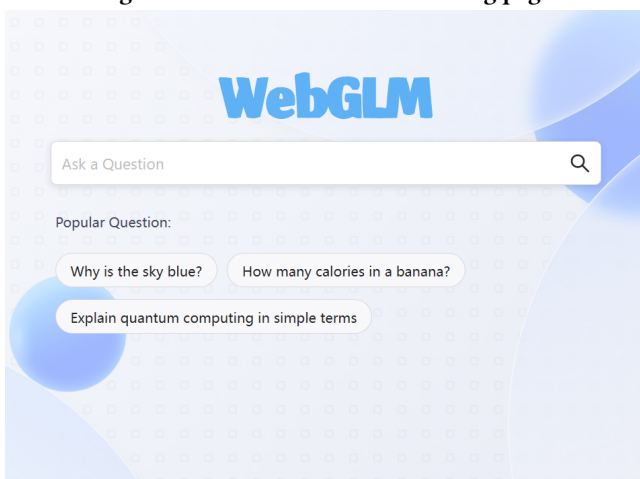 WebGLM
Ask a Question
Popular Question:
Why is the sky blue?
How many calories in a banana?
Explain quantum computing in simple terms